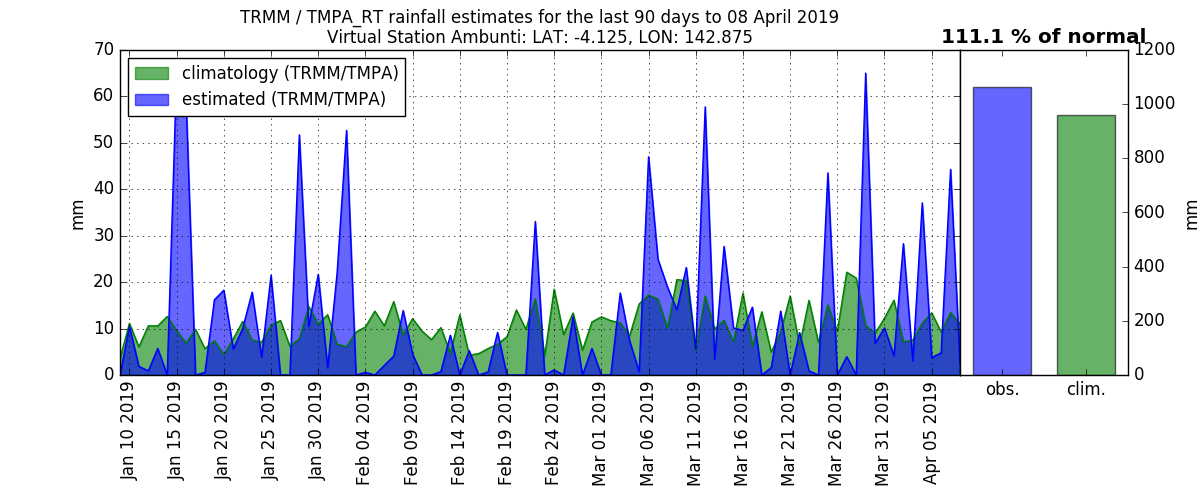 TRMM / TMPA_RT rainfall estimates for the last 90 days to 08 April 2019
Virtual Station Ambunti: LAT: -4.125, LON: 142.875
111.1 % of normal
climatology (TRMM/TMPA)
estimated (TRMM/TMPA)
mm
70
60
50
40
30
20
10
0
Jan 10 2019
Jan 15 2019
Jan 20 2019
Jan 25 2019
Jan 30 2019
Feb 04 2019
Feb 09 2019
Feb 14 2019
Feb 19 2019
Feb 24 2019
Mar 01 2019
Mar 06 2019
Mar 11 2019
Mar 16 2019
Mar 21 2019
Mar 26 2019
Mar 31 2019
Apr 05 2019
obs.
clim.
1200
1000
800
600
400
200
0
mm